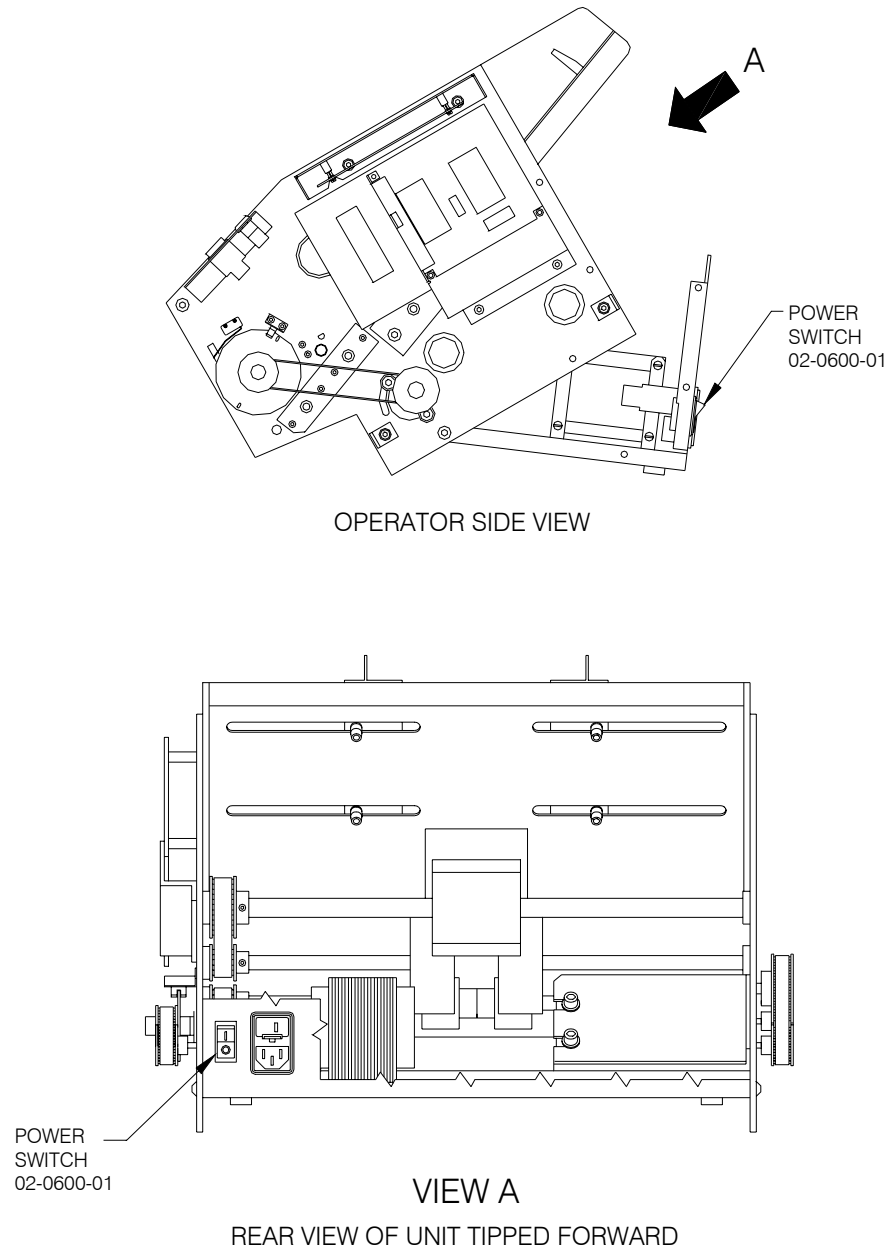 A
POWER
SWITCH
02-0600-01
OPERATOR SIDE VIEW
POWER
SWITCH
02-0600-01
VIEW A
REAR VIEW OF UNIT TIPPED FORWARD